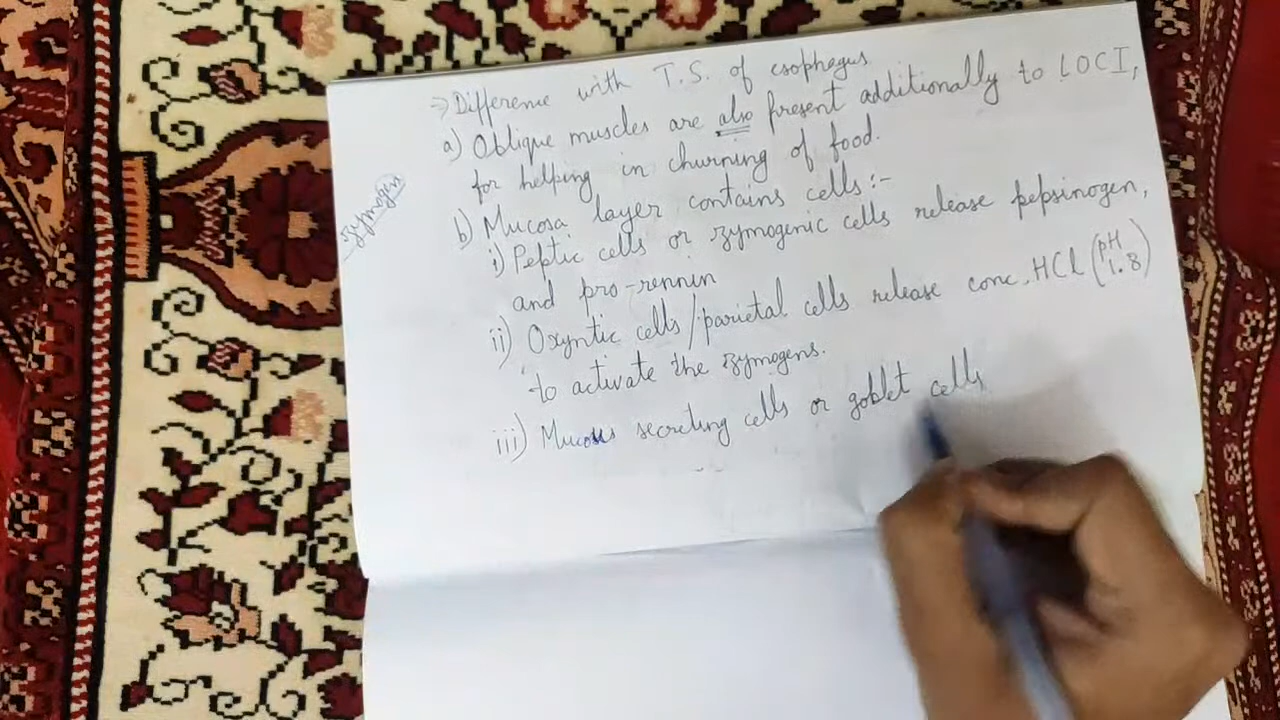 ⇒ Difference with T.S. of esophagus
a) Oblique muscles are also present additionally to LOCI,
for helping in churning of food.
b) Mucosa layer contains cells:-
i) Peptic cells or zymogenic cells release pepsinogen,
and pro-rennin
ii) Oxyntic cells/parietal cells release conc. HCl (pH 1.8)
to activate the zymogens.
iii) Mucous secreting cells or goblet cells
zymogen